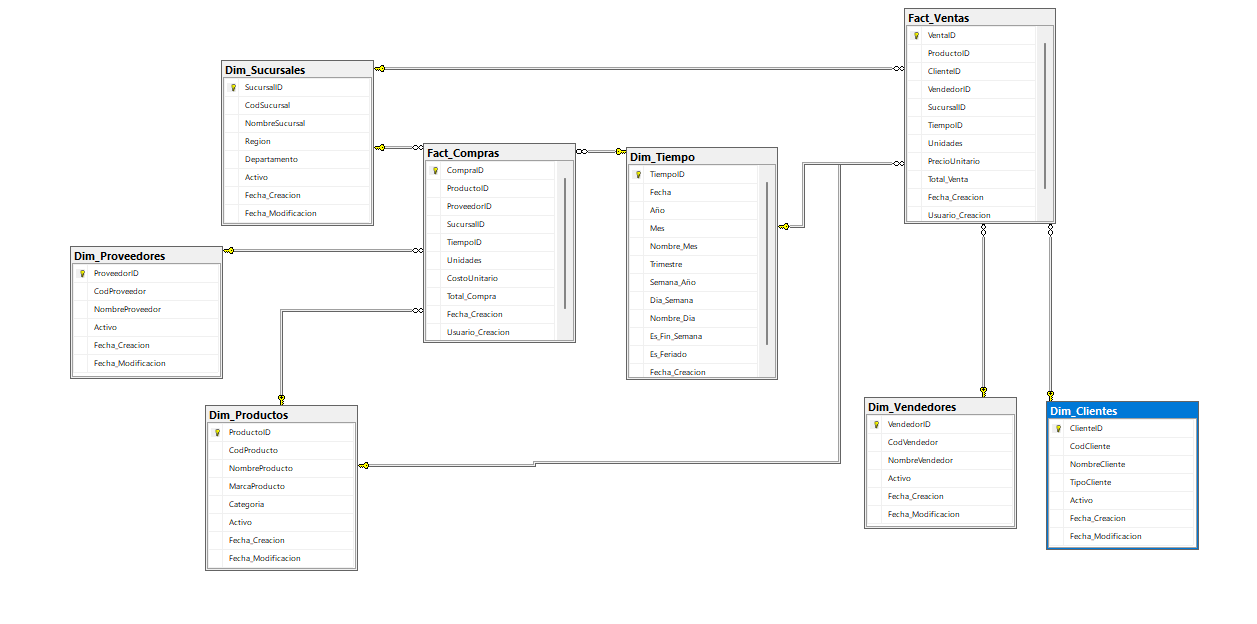 Fact_Ventas
VentaID
ProductoID
ClienteID
VendedorID
SucursalID
TiempoID
Unidades
PrecioUnitario
Total_Venta
Fecha_Creacion
Usuario_Creacion
Dim_Sucursales
SucursalID
CodSucursal
NombreSucursal
Region
Departamento
Activo
Fecha_Creacion
Fecha_Modificacion
Fact_Compras
CompraID
ProductoID
ProveedorID
SucursalID
TiempoID
Unidades
CostoUnitario
Total_Compra
Fecha_Creacion
Usuario_Creacion
Dim_Tiempo
TiempoID
Fecha
Año
Mes
Nombre_Mes
Trimestre
Semana_Año
Dia_Semana
Nombre_Dia
Es_Fin_Semana
Es_Feriado
Fecha_Creacion
Dim_Proveedores
ProveedorID
CodProveedor
NombreProveedor
Activo
Fecha_Creacion
Fecha_Modificacion
Dim_Productos
ProductoID
CodProducto
NombreProducto
MarcaProducto
Categoria
Activo
Fecha_Creacion
Fecha_Modificacion
Dim_Vendedores
VendedorID
CodVendedor
NombreVendedor
Activo
Fecha_Creacion
Fecha_Modificacion
Dim_Clientes
ClienteID
CodCliente
NombreCliente
TipoCliente
Activo
Fecha_Creacion
Fecha_Modificacion